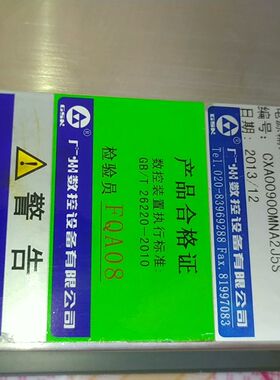 编号: CXA00900MNA2J5S
日期: 2013/12
GSK 广州数控设备有限公司
Tel.020-83969288 Fax.81997083
产品合格证
数控装置执行标准
GB/T 26220-2010
检验员 FQA08
GSK 广州数控设备有限公司
警告